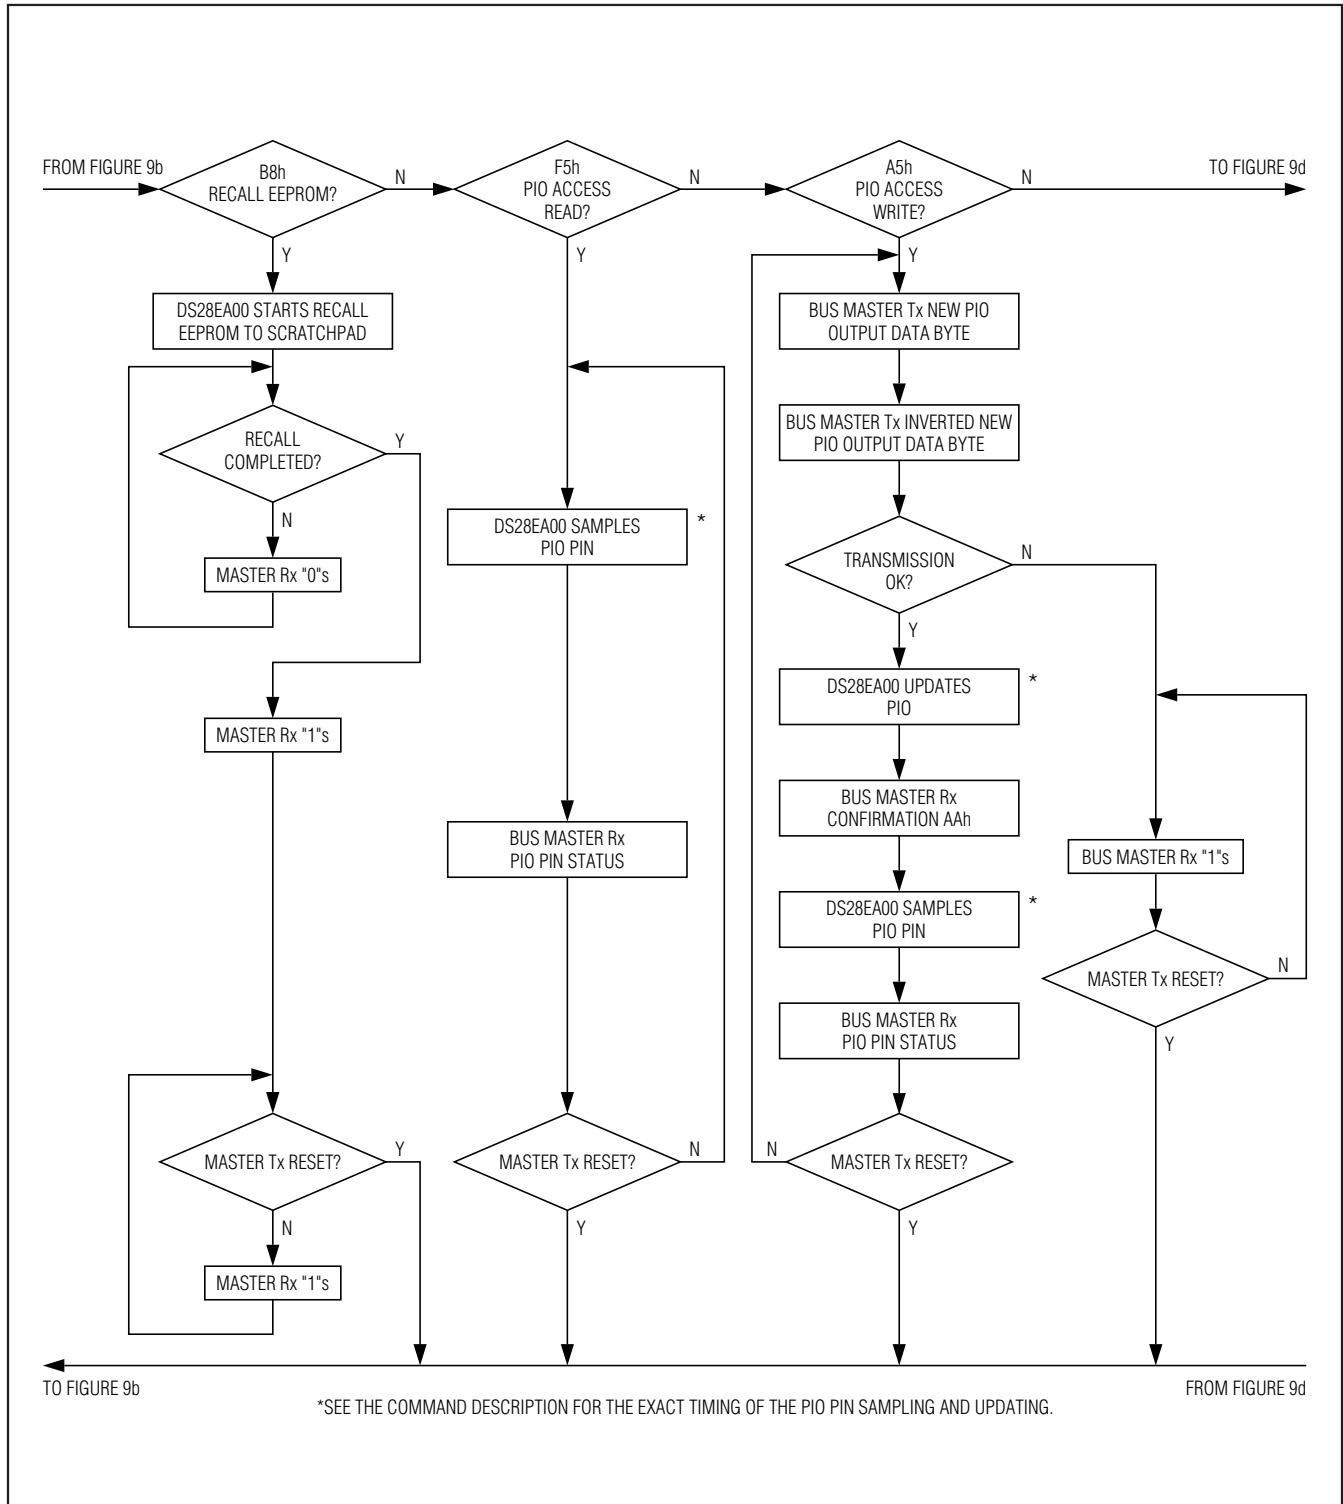 FROM FIGURE 9b
B8h
RECALL EEPROM?
N
Y
F5h
PIO ACCESS
READ?
N
Y
A5h
PIO ACCESS
WRITE?
N
Y
TO FIGURE 9d
DS28EA00 STARTS RECALL
EEPROM TO SCRATCHPAD
RECALL
COMPLETED?
Y
N
MASTER Rx "0"s
MASTER Rx "1"s
MASTER Tx RESET?
Y
N
MASTER Rx "1"s
DS28EA00 SAMPLES
PIO PIN
*
BUS MASTER Rx
PIO PIN STATUS
MASTER Tx RESET?
N
Y
BUS MASTER Tx NEW PIO
OUTPUT DATA BYTE
BUS MASTER Tx INVERTED NEW
PIO OUTPUT DATA BYTE
TRANSMISSION
OK?
N
Y
DS28EA00 UPDATES
PIO
*
BUS MASTER Rx
CONFIRMATION AAh
DS28EA00 SAMPLES
PIO PIN
*
BUS MASTER Rx
PIO PIN STATUS
N
MASTER Tx RESET?
Y
BUS MASTER Rx "1"s
MASTER Tx RESET?
N
Y
TO FIGURE 9b
FROM FIGURE 9d
*SEE THE COMMAND DESCRIPTION FOR THE EXACT TIMING OF THE PIO PIN SAMPLING AND UPDATING.